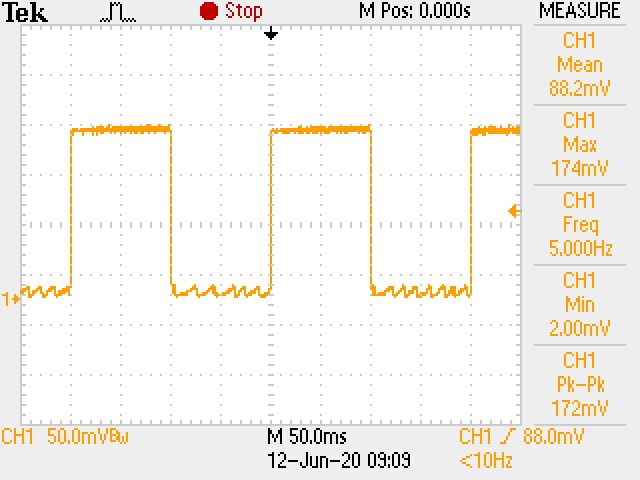 Tek Stop M Pos: 0.000s MEASURE
CH1
Mean
88.2mV
CH1
Max
174mV
CH1
Freq
5.000Hz
CH1
Min
2.00mV
CH1
Pk-Pk
172mV
1
CH1 50.0mVBw M 50.0ms CH1 88.0mV
12-Jun-20 09:09 <10Hz